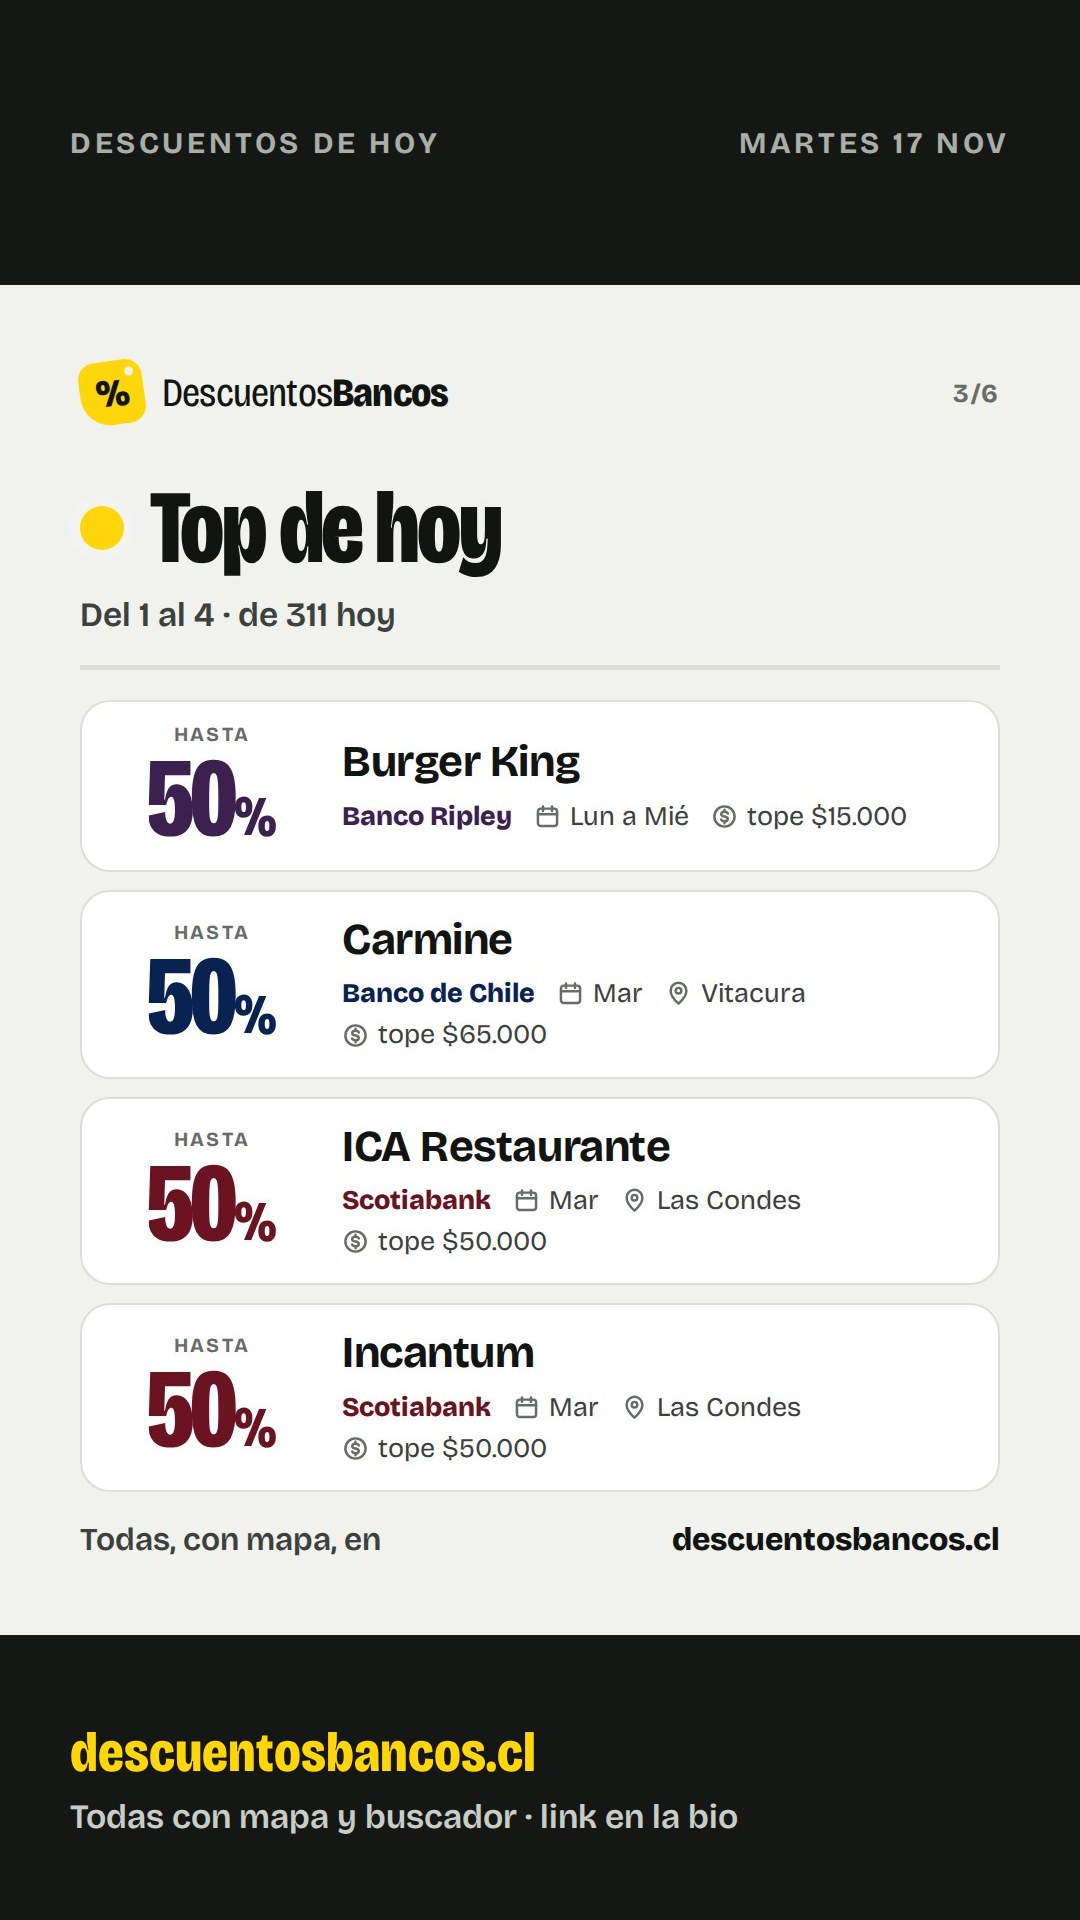 DESCUENTOS DE HOY
MARTES 17 NOV
% DescuentosBancos
3/6
Top de hoy
Del 1 al 4 · de 311 hoy
HASTA
50%
Burger King
Banco Ripley Lun a Mié tope $15.000
HASTA
50%
Carmine
Banco de Chile Mar Vitacura
tope $65.000
HASTA
50%
ICA Restaurante
Scotiabank Mar Las Condes
tope $50.000
HASTA
50%
Incantum
Scotiabank Mar Las Condes
tope $50.000
Todas, con mapa, en
descuentosbancos.cl
descuentosbancos.cl
Todas con mapa y buscador · link en la bio